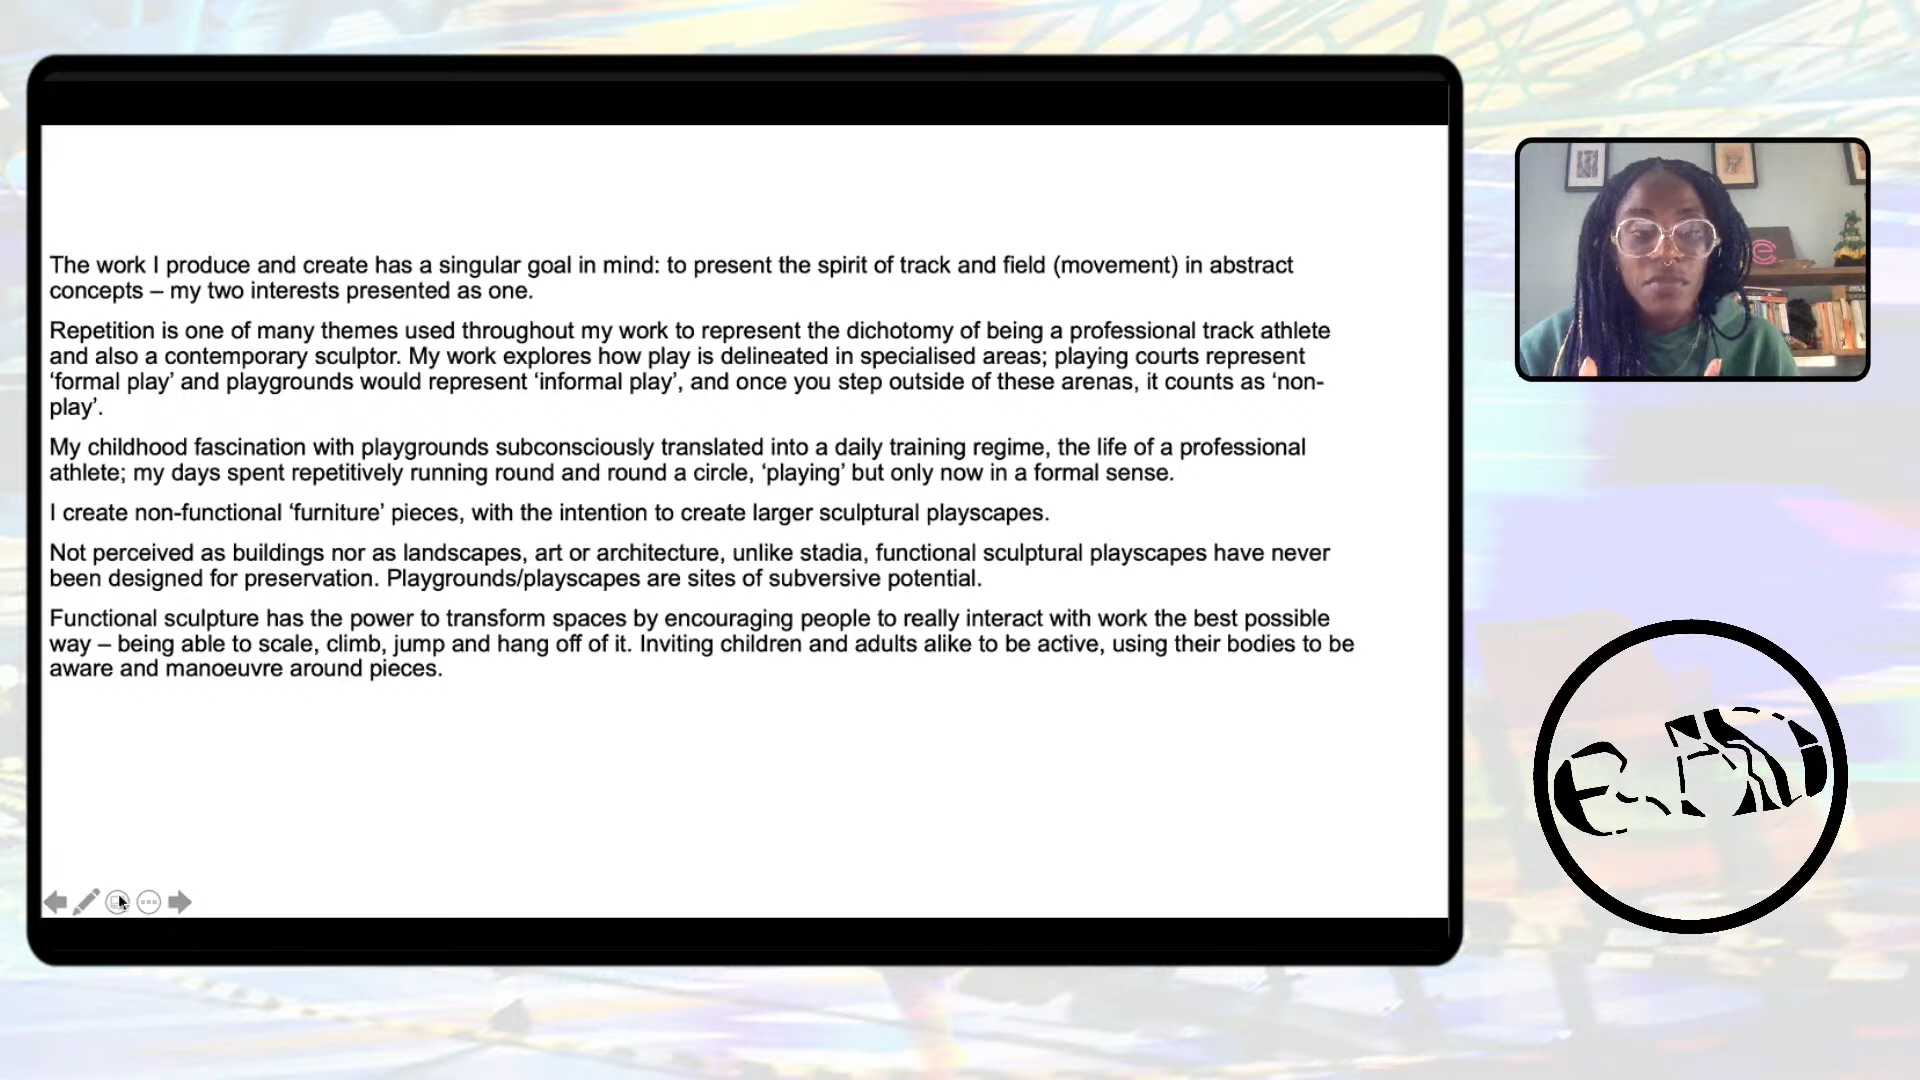 The work I produce and create has a singular goal in mind: to present the spirit of track and field (movement) in abstract
concepts – my two interests presented as one.
Repetition is one of many themes used throughout my work to represent the dichotomy of being a professional track athlete
and also a contemporary sculptor. My work explores how play is delineated in specialised areas; playing courts represent
‘formal play’ and playgrounds would represent ‘informal play’, and once you step outside of these arenas, it counts as ‘non-
play’.
My childhood fascination with playgrounds subconsciously translated into a daily training regime, the life of a professional
athlete; my days spent repetitively running round and round a circle, ‘playing’ but only now in a formal sense.
I create non-functional ‘furniture’ pieces, with the intention to create larger sculptural playscapes.
Not perceived as buildings nor as landscapes, art or architecture, unlike stadia, functional sculptural playscapes have never
been designed for preservation. Playgrounds/playscapes are sites of subversive potential.
Functional sculpture has the power to transform spaces by encouraging people to really interact with work the best possible
way – being able to scale, climb, jump and hang off of it. Inviting children and adults alike to be active, using their bodies to be
aware and manoeuvre around pieces.